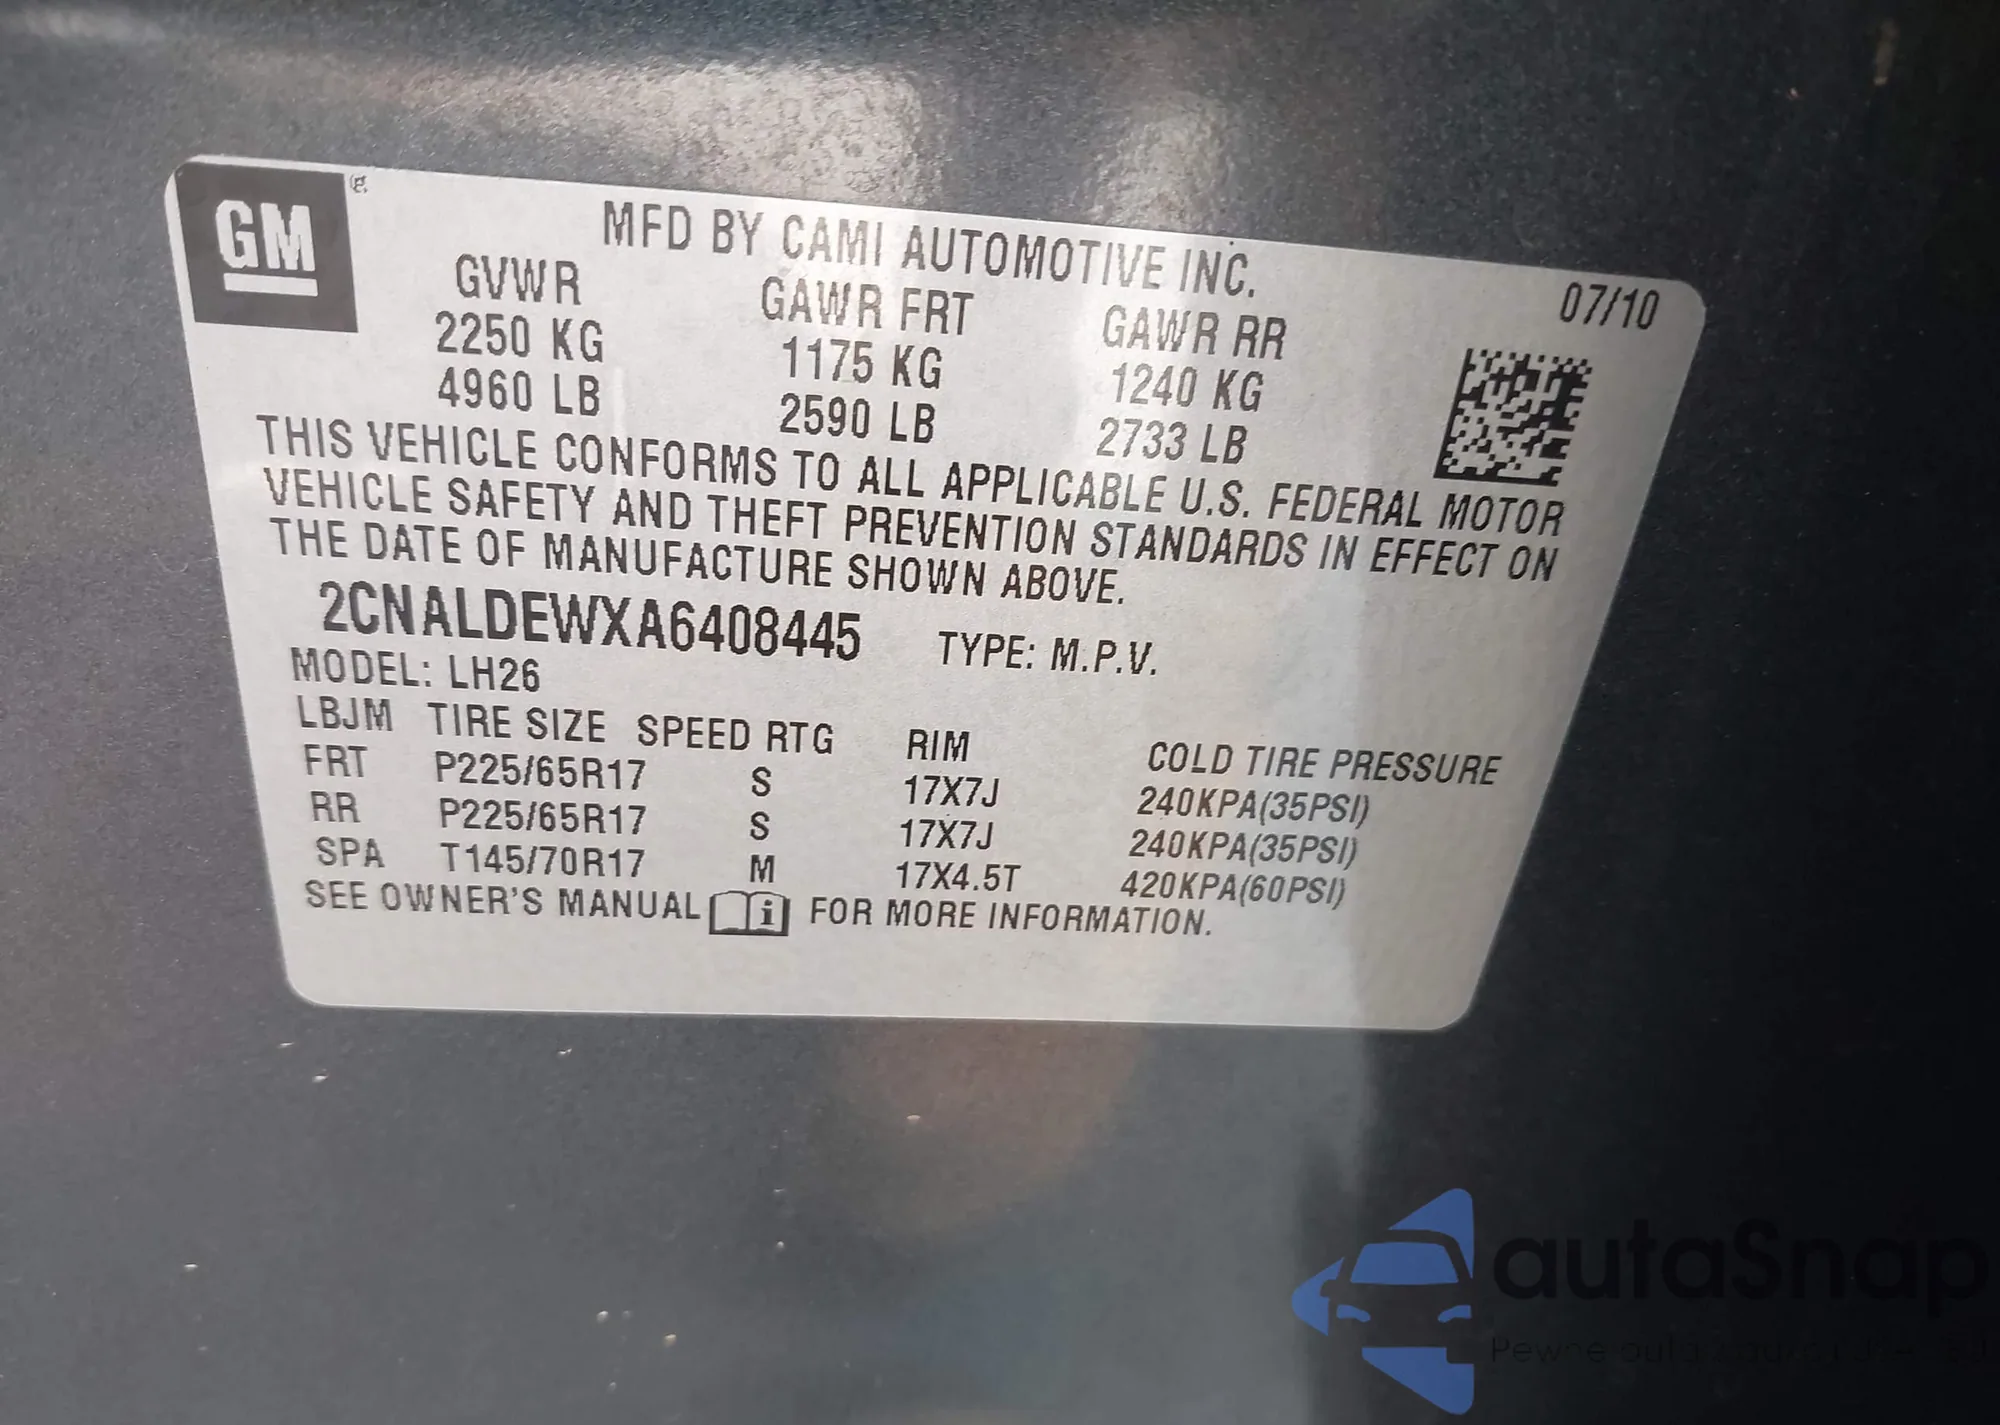 GM
MFD BY CAMI AUTOMOTIVE INC.
07/10
GVWR GAWR FRT GAWR RR
2250 KG 1175 KG 1240 KG
4960 LB 2590 LB 2733 LB
THIS VEHICLE CONFORMS TO ALL APPLICABLE U.S. FEDERAL MOTOR
VEHICLE SAFETY AND THEFT PREVENTION STANDARDS IN EFFECT ON
THE DATE OF MANUFACTURE SHOWN ABOVE.
2CNALDEWXA6408445 TYPE: M.P.V.
MODEL: LH26
LBJM TIRE SIZE SPEED RTG RIM COLD TIRE PRESSURE
FRT P225/65R17 S 17X7J 240KPA(35PSI)
RR P225/65R17 S 17X7J 240KPA(35PSI)
SPA T145/70R17 M 17X4.5T 420KPA(60PSI)
SEE OWNER'S MANUAL i FOR MORE INFORMATION.
autaSnap
Pewne auta